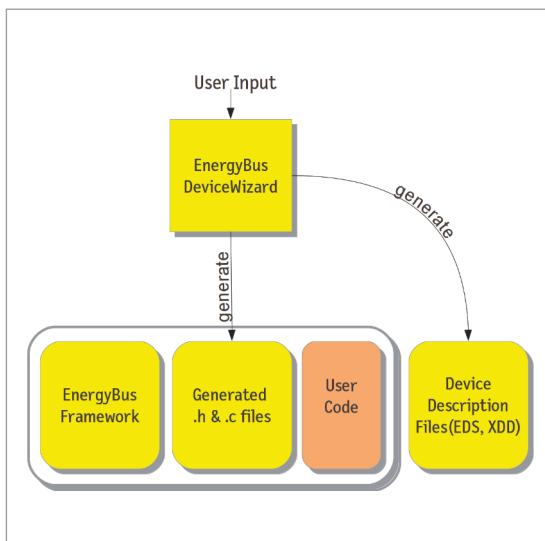 User Input
EnergyBus
DeviceWizard
generate
generate
EnergyBus
Framework
Generated
.h & .c files
User
Code
Device
Description
Files(EDS, XDD)